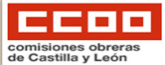 CCOO
comisiones obreras
de Castilla y León